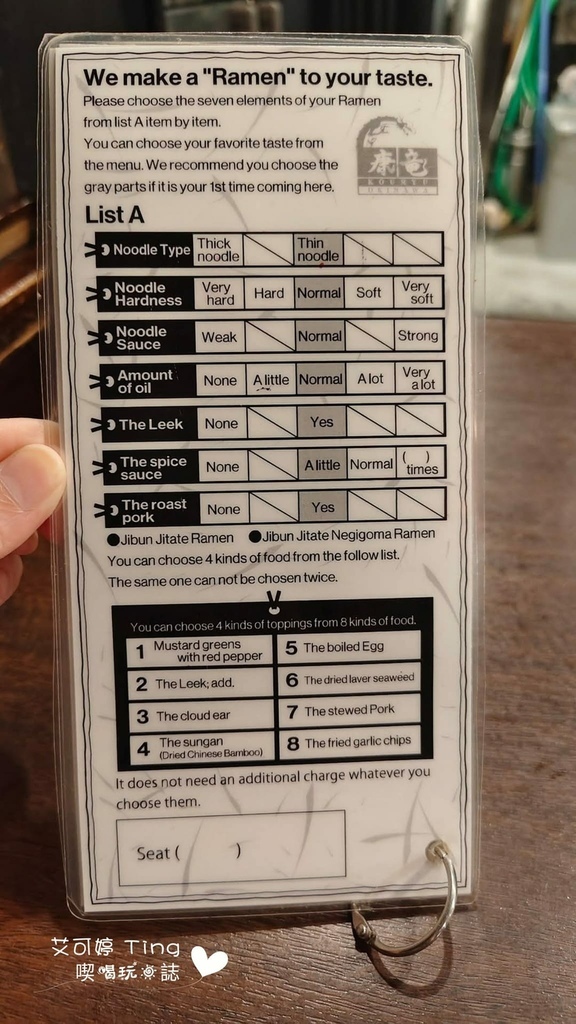 We make a "Ramen" to your taste.
Please choose the seven elements of your Ramen
from list A item by item.
You can choose your favorite taste from
the menu. We recommend you choose the
gray parts if it is your 1st time coming here.
List A
Noodle Type Thick noodle Thin noodle
Noodle Hardness Very hard Hard Normal Soft Very soft
Noodle Sauce Weak Normal Strong
Amount of oil None A little Normal A lot Very a lot
The Leek None Yes
The spice sauce None A little Normal ( ) times
The roast pork None Yes
●Jibun Jitate Ramen ●Jibun Jitate Negigoma Ramen
You can choose 4 kinds of food from the follow list.
The same one can not be chosen twice.
You can choose 4 kinds of toppings from 8 kinds of food.
1 Mustard greens with red pepper 5 The boiled Egg
2 The Leek; add. 6 The dried laver seaweed
3 The cloud ear 7 The stewed Pork
4 The sungan (Dried Chinese Bamboo) 8 The fried garlic chips
It does not need an additional charge whatever you
choose them.
Seat ( )
艾可婷 Ting
喫喝玩樂誌